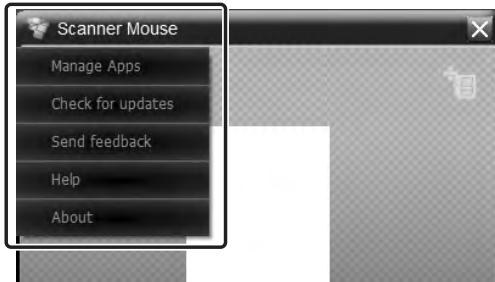 Scanner Mouse
Manage Apps
Check for updates
Send feedback
Help
About